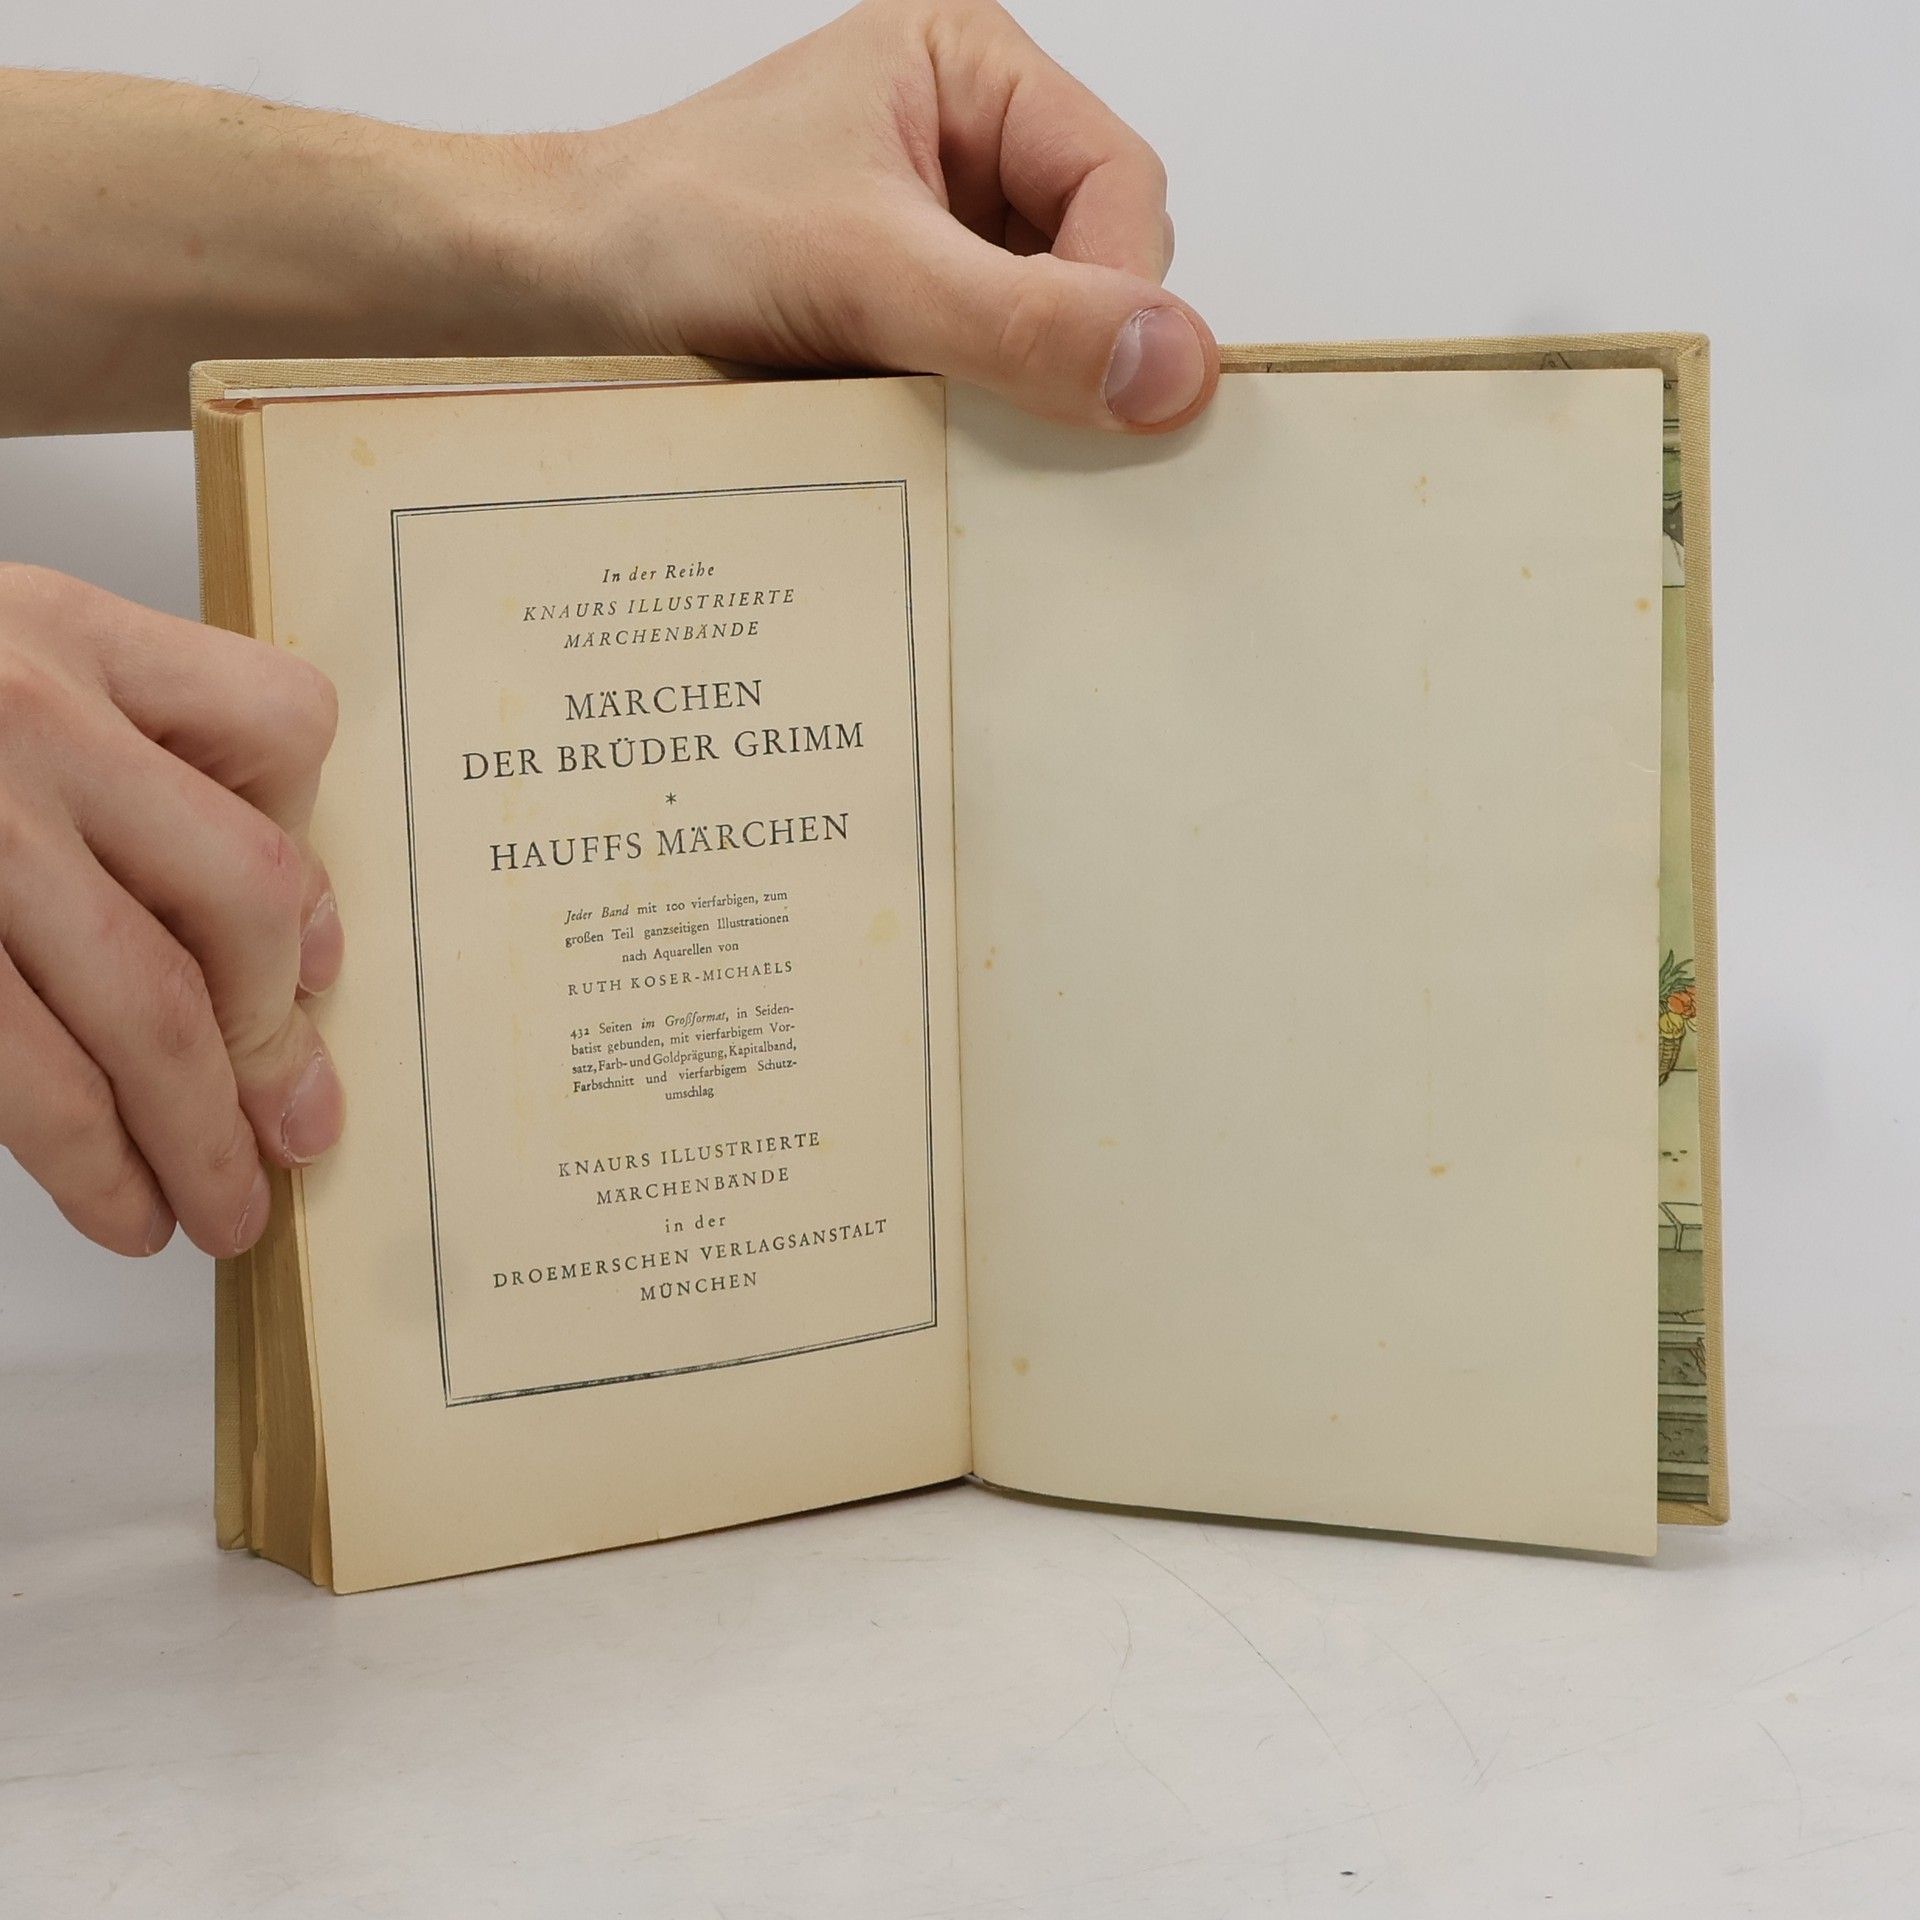 In der Reihe
KNAURS ILLUSTRIERTE
MÄRCHENBÄNDE
MÄRCHEN
DER BRÜDER GRIMM
*
HAUFFS MÄRCHEN
Jeder Band mit 100 vierfarbigen, zum
großen Teil ganzseitigen Illustrationen
nach Aquarellen von
RUTH KOSER-MICHAËLS
432 Seiten im Großformat, in Seiden-
batist gebunden, mit vierfarbigem Vor-
satz, Farb- und Goldprägung, Kapitalband,
Farbschnitt und vierfarbigem Schutz-
umschlag
KNAURS ILLUSTRIERTE
MÄRCHENBÄNDE
in der
DROEMERSCHEN VERLAGSANSTALT
MÜNCHEN